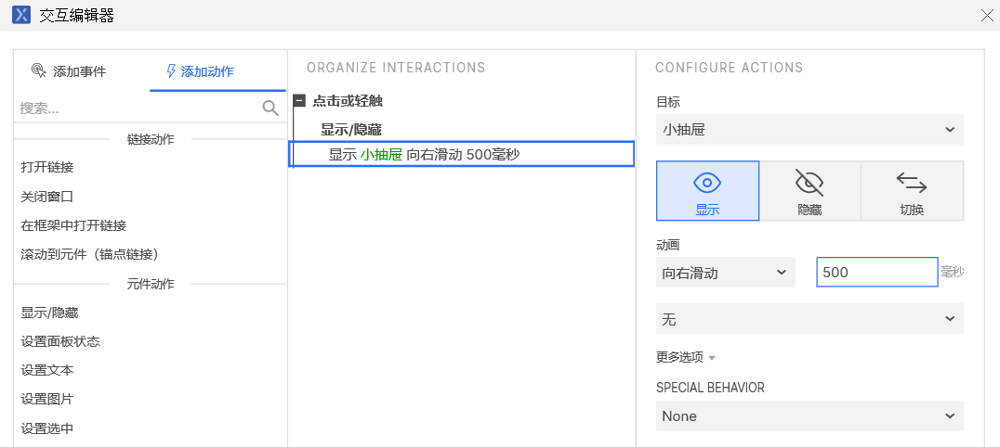 交互编辑器
添加事件
添加动作
搜索...
链接动作
打开链接
关闭窗口
在框架中打开链接
滚动到元件（锚点链接）
元件动作
显示/隐藏
设置面板状态
设置文本
设置图片
设置选中
ORGANIZE INTERACTIONS
点击或轻触
显示/隐藏
显示 小抽屉 向右滑动 500毫秒
CONFIGURE ACTIONS
目标
小抽屉
显示
隐藏
切换
动画
向右滑动
500 毫秒
无
更多选项
SPECIAL BEHAVIOR
None